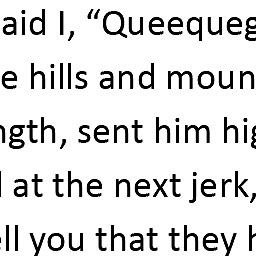 aid I, “Queequeg
e hills and moun
ngth, sent him hig
at the next jerk,
ell you that they h